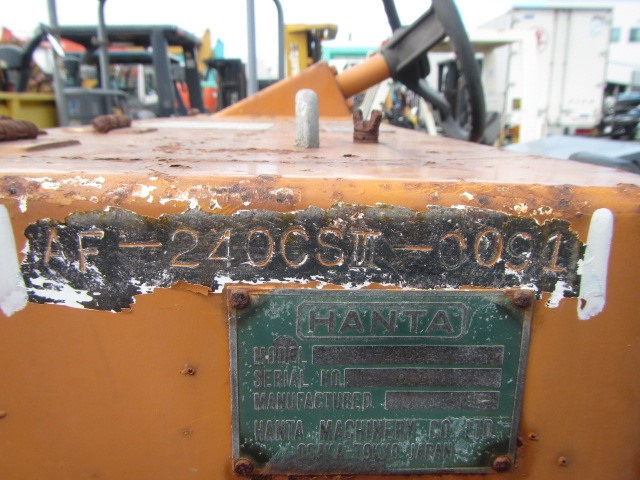 AF-240CSⅡ-0091
HANTA
MODEL
SERIAL NO.
MANUFACTURED
HANTA MACHINERY CO. LTD.
OSAKA-TOKYO JAPAN